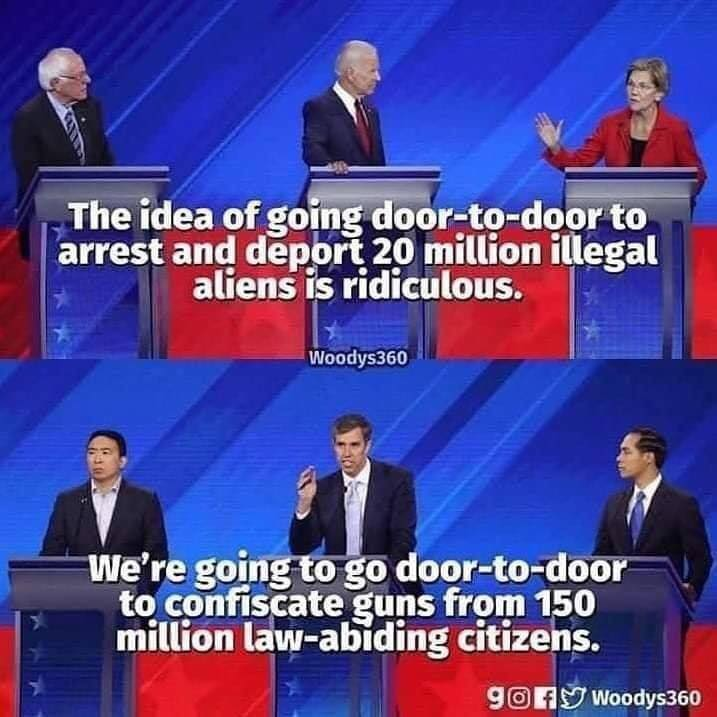 The idea of going door-to-door to
arrest and deport 20 million illegal
aliens is ridiculous.
Woodys360
We're going to go door-to-door
to confiscate guns from 150
million law-abiding citizens.
Woodys360